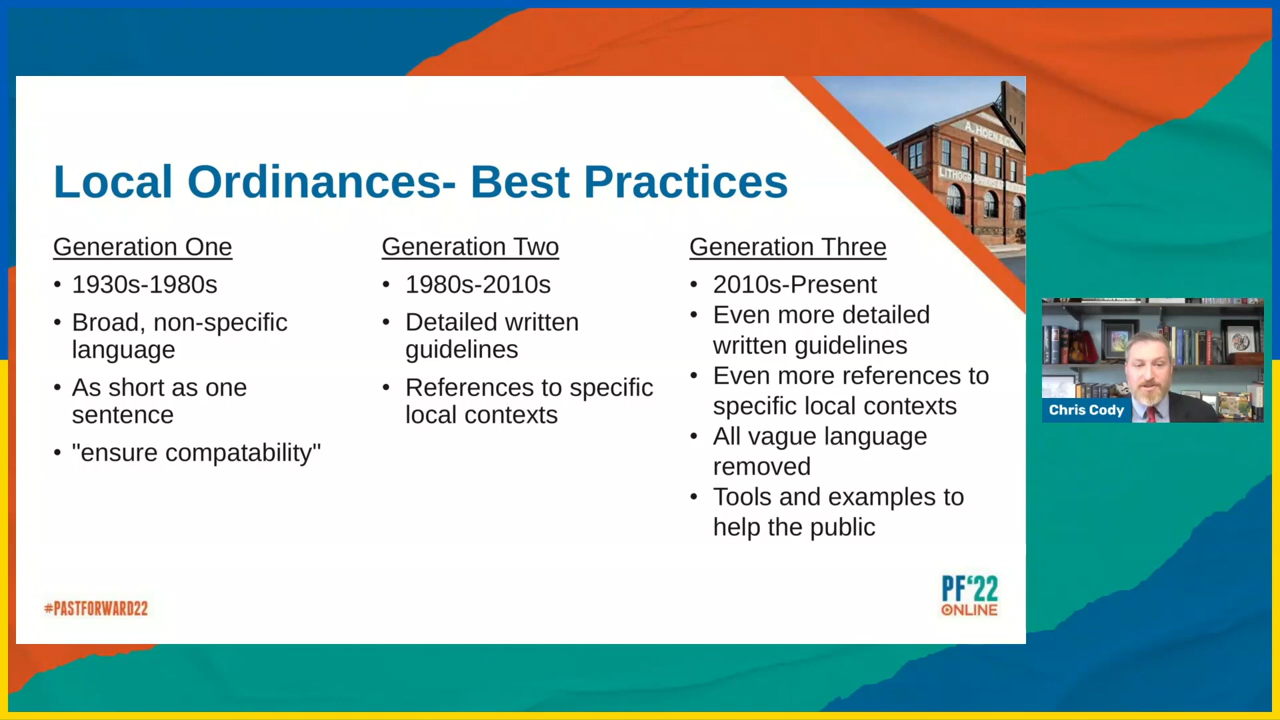 Local Ordinances- Best Practices
Generation One
• 1930s-1980s
• Broad, non-specific
language
• As short as one
sentence
• "ensure compatability"
Generation Two
• 1980s-2010s
• Detailed written
guidelines
• References to specific
local contexts
Generation Three
• 2010s-Present
• Even more detailed
written guidelines
• Even more references to
specific local contexts
• All vague language
removed
• Tools and examples to
help the public
A. HOEN & CO.
#PASTFORWARD22
PF‘22
ONLINE
Chris Cody